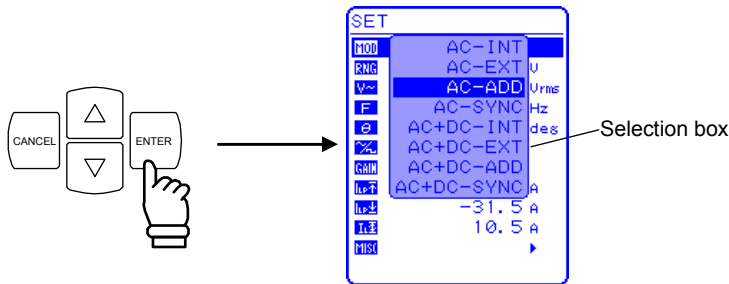 CANCEL
ENTER
SET
MOD
AC-INT
RNG
AC-EXT V
V~
AC-ADD Vrms
F
AC-SYNC Hz
θ
AC+DC-INT deg
AC+DC-EXT
GAIN
AC+DC-ADD
AC+DC-SYNC A
-31.5 A
10.5 A
MISC
Selection box